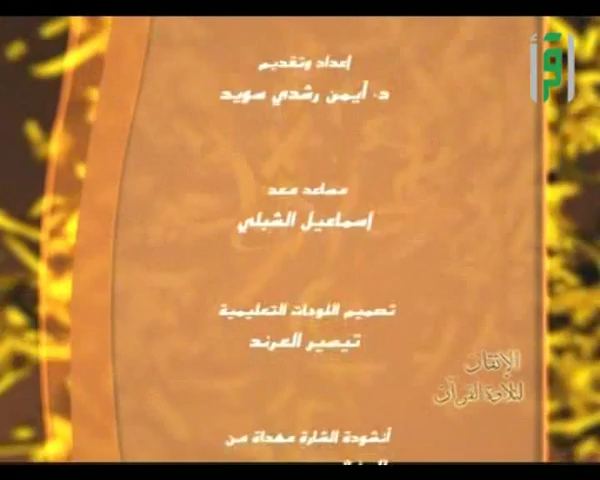 اقرأ
إعداد وتقديم
د. أيمن رشدي سويد
مساعد معد
إسماعيل الشبلي
تصميم اللوحات التعليمية
تيسير العرند
الإتقان
لتلاوة القرآن
أنشودة الشارة مهداة من